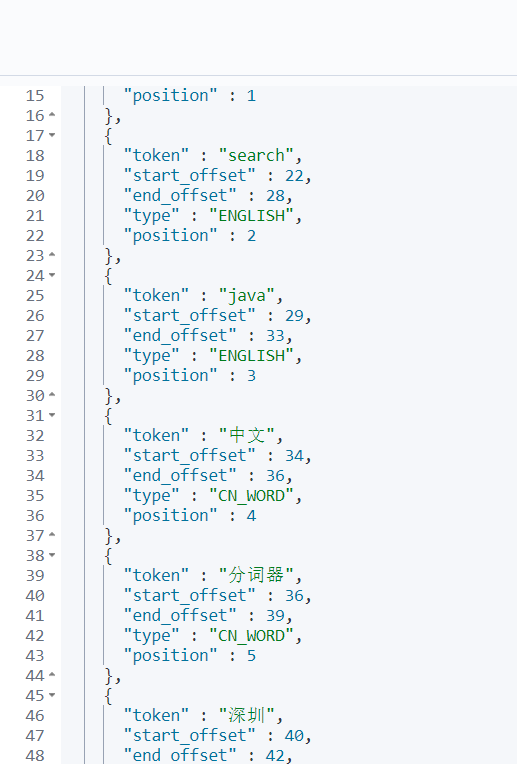 15 "position" : 1
16 },
17 {
18 "token" : "search",
19 "start_offset" : 22,
20 "end_offset" : 28,
21 "type" : "ENGLISH",
22 "position" : 2
23 },
24 {
25 "token" : "java",
26 "start_offset" : 29,
27 "end_offset" : 33,
28 "type" : "ENGLISH",
29 "position" : 3
30 },
31 {
32 "token" : "中文",
33 "start_offset" : 34,
34 "end_offset" : 36,
35 "type" : "CN_WORD",
36 "position" : 4
37 },
38 {
39 "token" : "分词器",
40 "start_offset" : 36,
41 "end_offset" : 39,
42 "type" : "CN_WORD",
43 "position" : 5
44 },
45 {
46 "token" : "深圳",
47 "start_offset" : 40,
48 "end_offset" : 42,